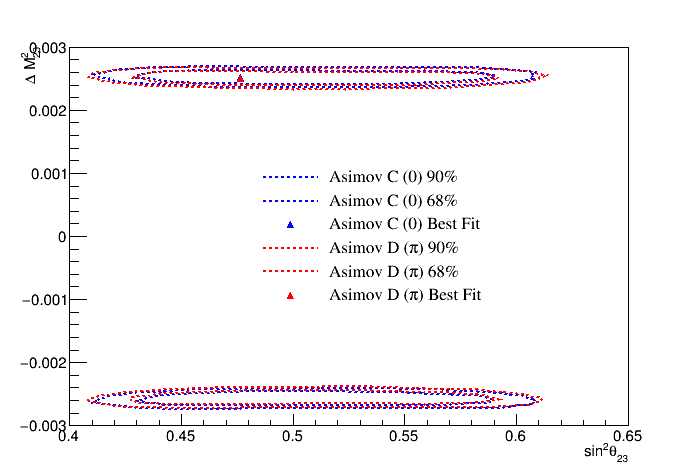 Δ M²₂₃
0.003
0.002
0.001
0
−0.001
−0.002
−0.003
Asimov C (0) 90%
Asimov C (0) 68%
Asimov C (0) Best Fit
Asimov D (π) 90%
Asimov D (π) 68%
Asimov D (π) Best Fit
0.4 0.45 0.5 0.55 0.6 0.65
sin²θ₂₃